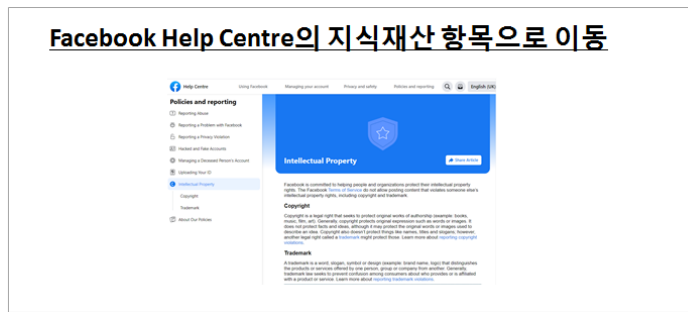 Facebook Help Centre의 지식재산 항목으로 이동
Help Centre
Using Facebook
Managing your account
Privacy and safety
Policies and reporting
English (UK)
Policies and reporting
Reporting Abuse
Reporting a Problem with Facebook
Reporting a Privacy Violation
Hacked and Fake Accounts
Managing a Deceased Person's Account
Uploading Your ID
Intellectual Property
Copyright
Trademark
About Our Policies
Intellectual Property
Share Article
Facebook is committed to helping people and organizations protect their intellectual property
rights. The Facebook Terms of Service do not allow posting content that violates someone else's
intellectual property rights, including copyright and trademark.
Copyright
Copyright is a legal right that seeks to protect original works of authorship (example: books,
music, film, art). Generally, copyright protects original expression such as words or images. It
does not protect facts and ideas, although it may protect the original words or images used to
describe an idea. Copyright also doesn't protect things like names, titles and slogans; however,
another legal right called a trademark might protect those. Learn more about reporting copyright
violations.
Trademark
A trademark is a word, slogan, symbol or design (example: brand name, logo) that distinguishes
the products or services offered by one person, group or company from another. Generally,
trademark law seeks to prevent confusion among consumers about who provides or is affiliated
with a product or service. Learn more about reporting trademark violations.